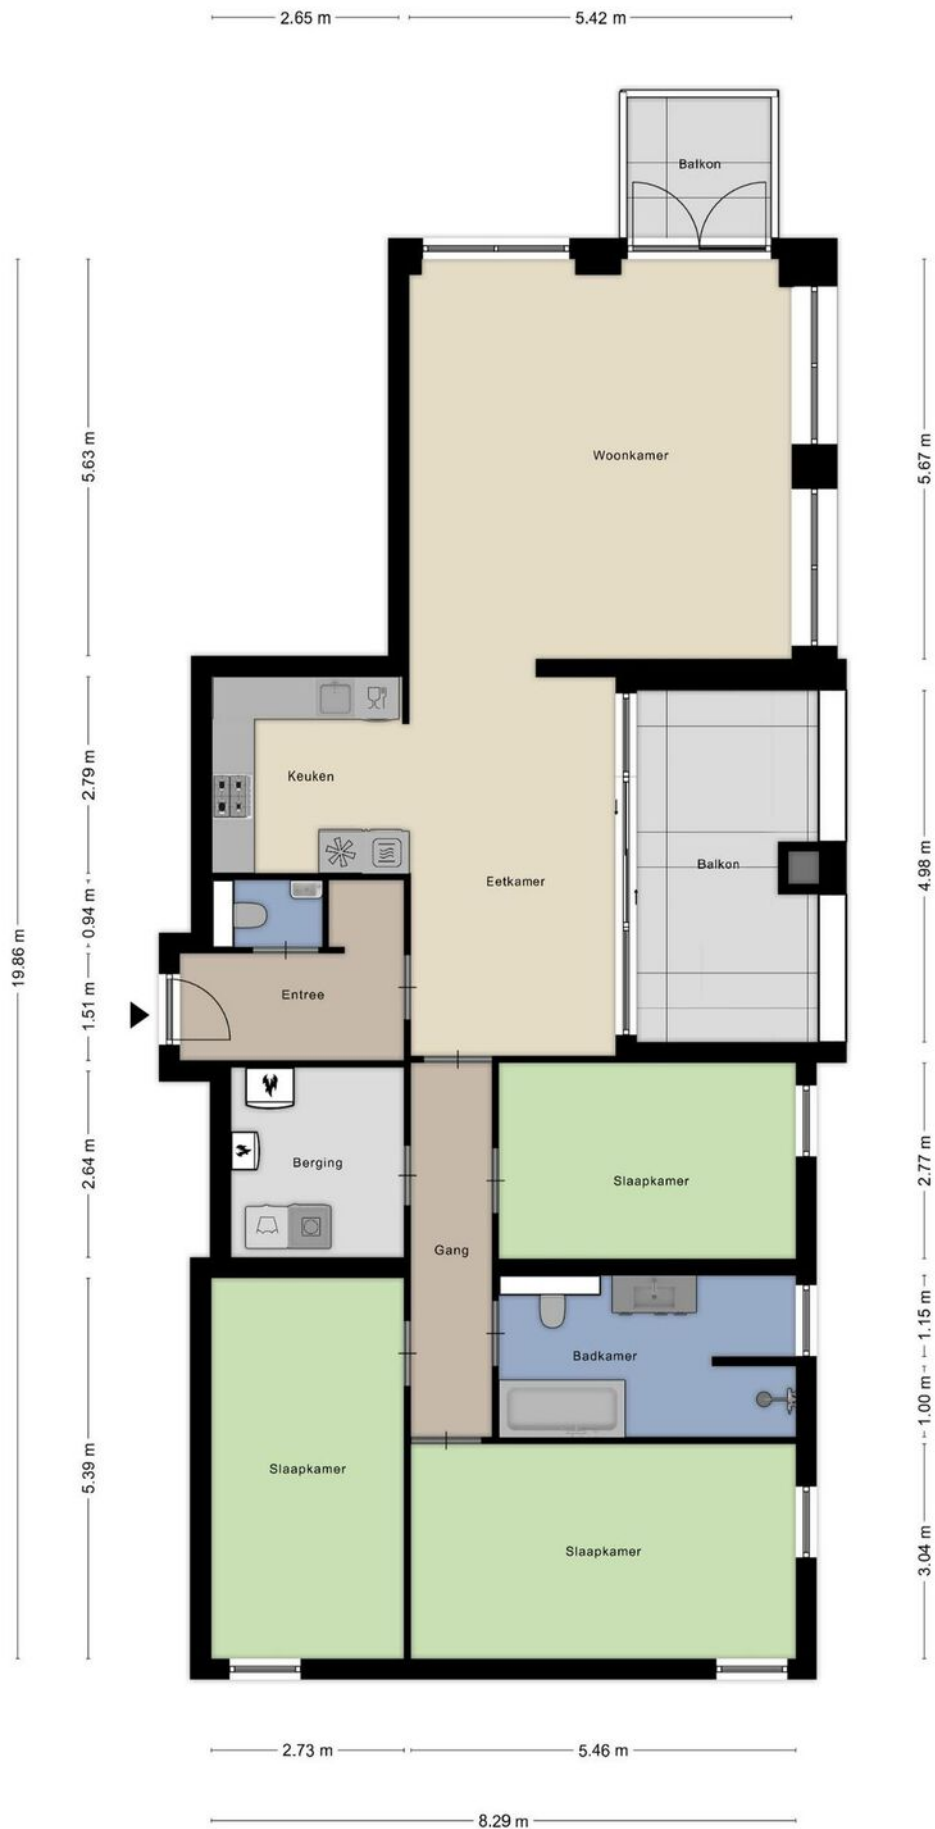 2.65 m
5.42 m
Balkon
5.63 m
5.67 m
Woonkamer
2.79 m
Keuken
Balkon
4.98 m
Eetkamer
0.94 m
19.86 m
Entree
1.51 m
2.64 m
Berging
Slaapkamer
2.77 m
Gang
1.15 m
Badkamer
1.00 m
5.39 m
Slaapkamer
Slaapkamer
3.04 m
2.73 m
5.46 m
8.29 m